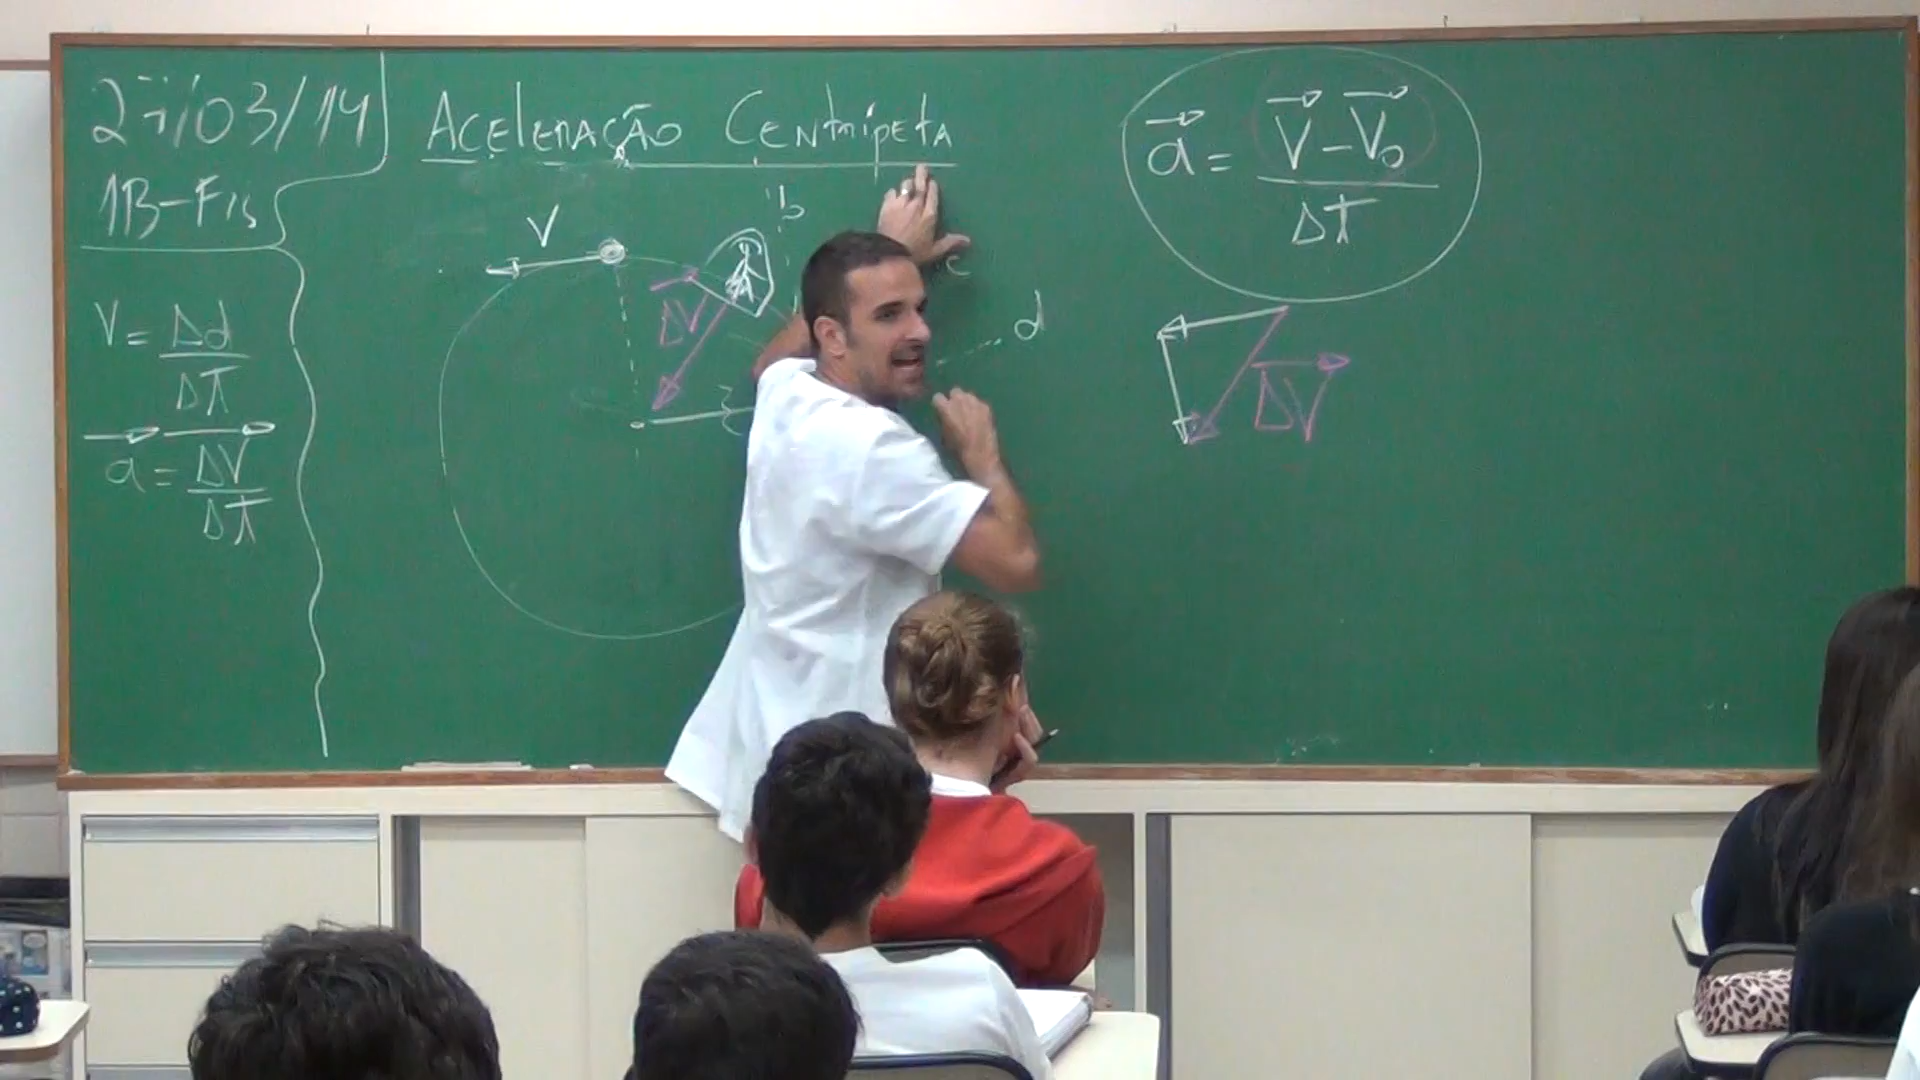 27/03/14
1B-Fis
V = Δd
ΔT
a = ΔV
ΔT
Aceleração Centrípeta
V
ΔV
b
c
d
a = V - V₀
ΔT
ΔV